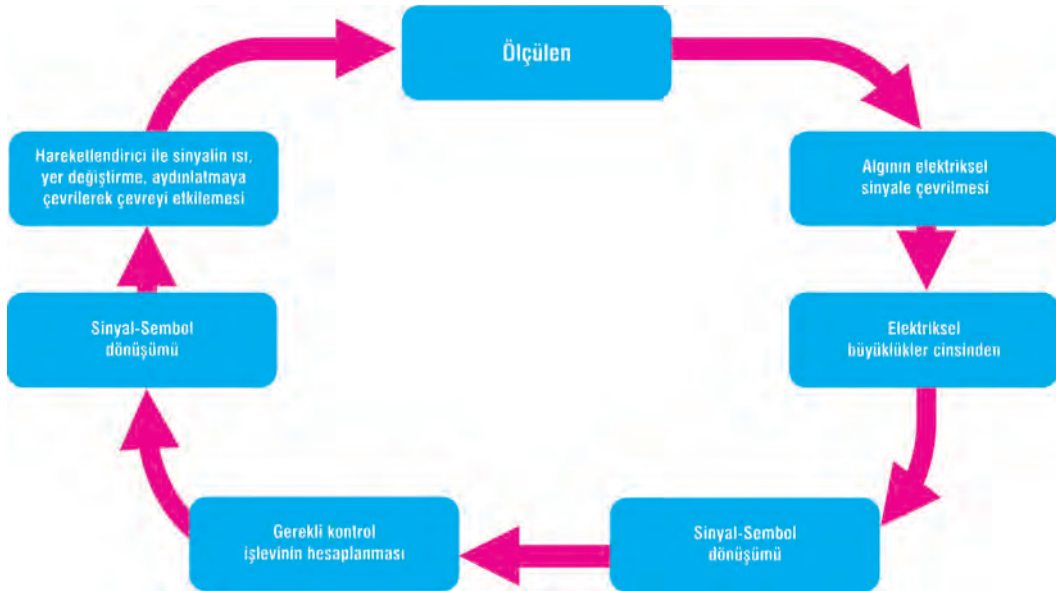 Ölçülen
Algının elektriksel
sinyale çevrilmesi
Elektriksel
büyüklükler cinsinden
Sinyal-Sembol
dönüşümü
Gerekli kontrol
işlevinin hesaplanması
Sinyal-Sembol
dönüşümü
Hareketlendirici ile sinyalin ısı,
yer değiştirme, aydınlatmaya
çevrilerek çevreyi etkilemesi